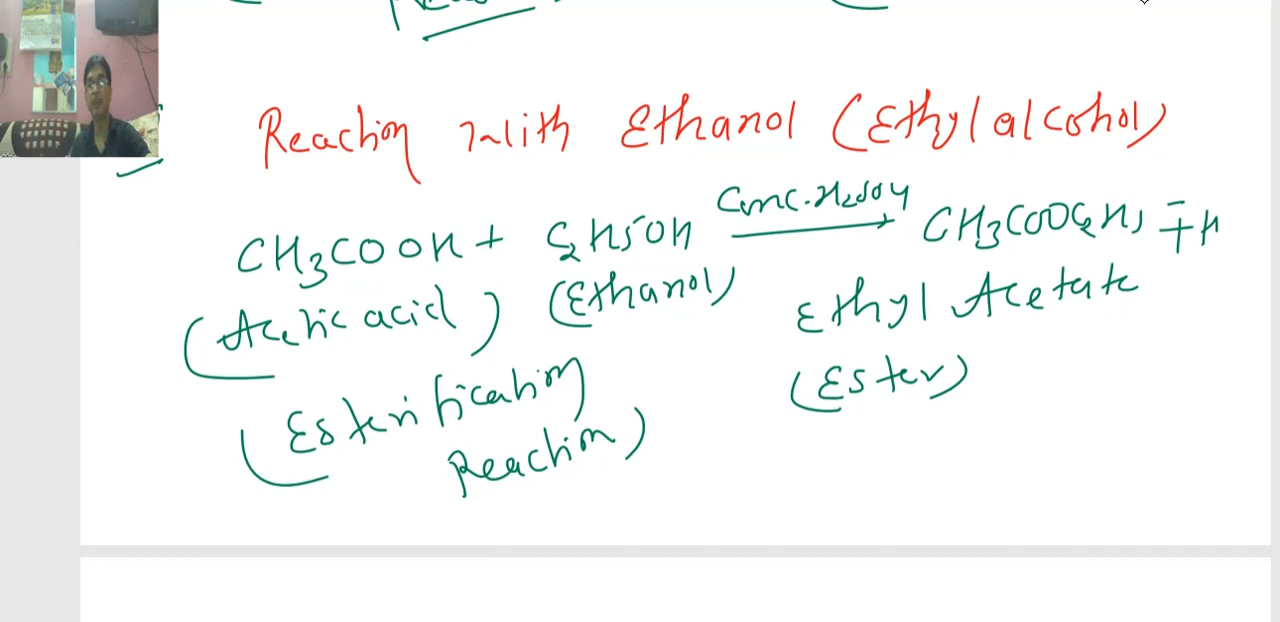 Reaction With Ethanol (Ethyl alcohol)
CH3COOH + C2H5OH Conc. H2SO4 → CH3COOC2H5 + H
(Acetic acid) (Ethanol) Ethyl Acetate
(Esterification (Ester)
Reaction)